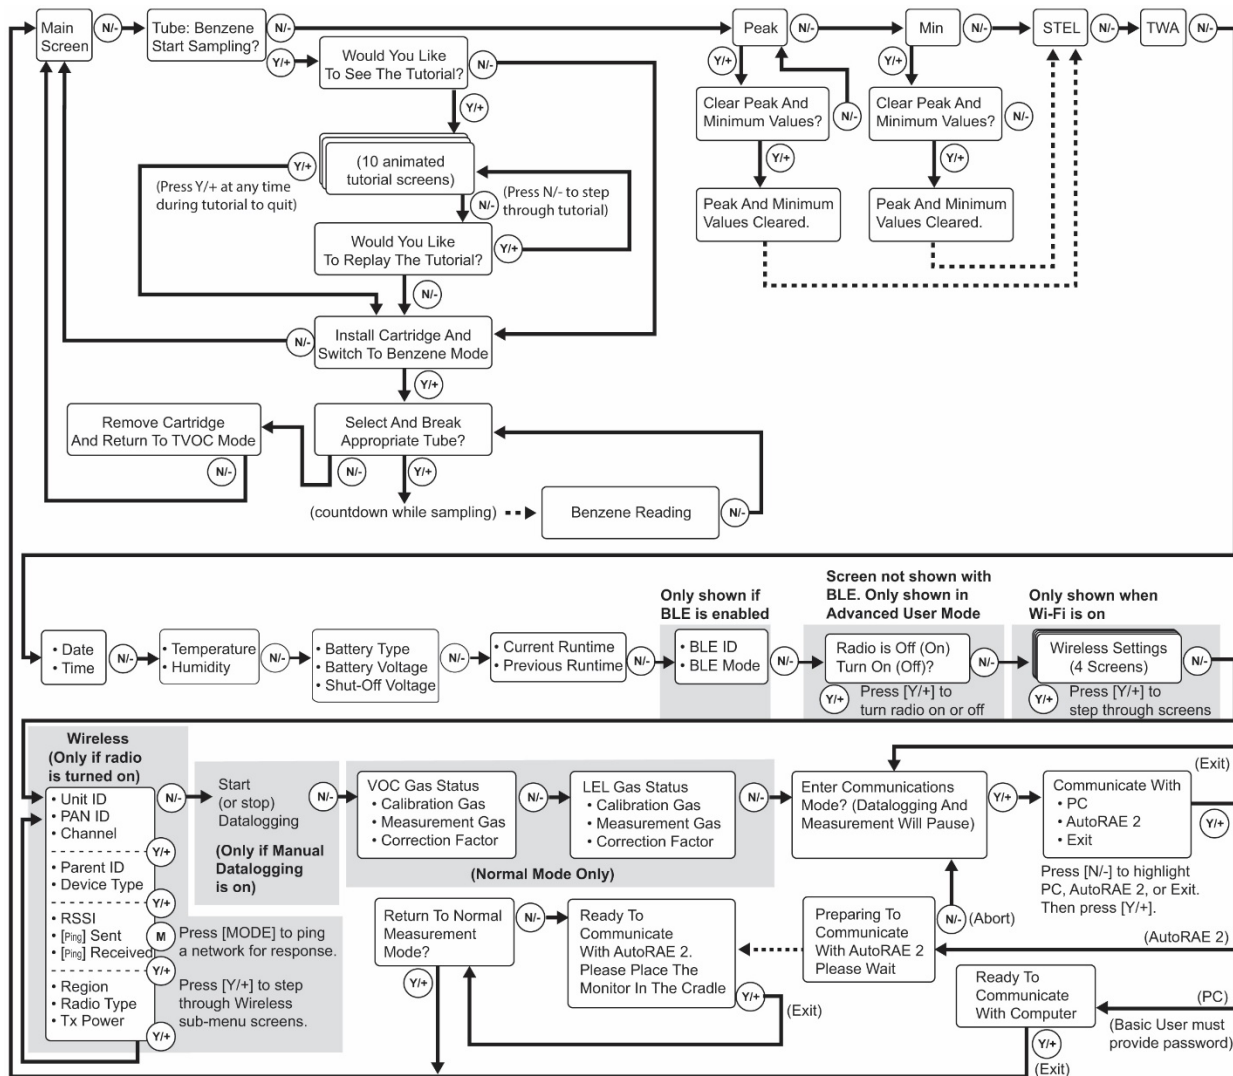 Main
Screen
N/-
Tube: Benzene
Start Sampling?
N/-
Y/+
Would You Like
To See The Tutorial?
N/-
Y/+
(10 animated
tutorial screens)
Y/+
(Press Y/+ at any time
during tutorial to quit)
N/-
(Press N/- to step
through tutorial)
Would You Like
To Replay The Tutorial?
Y/+
N/-
Install Cartridge And
Switch To Benzene Mode
N/-
Y/+
Select And Break
Appropriate Tube?
N/-
Y/+
Remove Cartridge
And Return To TVOC Mode
N/-
(countdown while sampling)
Benzene Reading
N/-
Peak
N/-
Y/+
Clear Peak And
Minimum Values?
N/-
Y/+
Peak And Minimum
Values Cleared.
Min
N/-
Y/+
Clear Peak And
Minimum Values?
N/-
Y/+
Peak And Minimum
Values Cleared.
STEL
N/-
TWA
N/-
• Date
• Time
N/-
• Temperature
• Humidity
N/-
• Battery Type
• Battery Voltage
• Shut-Off Voltage
N/-
• Current Runtime
• Previous Runtime
N/-
Only shown if
BLE is enabled
• BLE ID
• BLE Mode
N/-
Screen not shown with
BLE. Only shown in
Advanced User Mode
Radio is Off (On)
Turn On (Off)?
N/-
Y/+
Press [Y/+] to
turn radio on or off
Only shown when
Wi-Fi is on
Wireless Settings
(4 Screens)
N/-
Y/+
Press [Y/+] to
step through screens
Wireless
(Only if radio
is turned on)
• Unit ID
• PAN ID
• Channel
N/-
Y/+
• Parent ID
• Device Type
Y/+
• RSSI
• [Ping] Sent
• [Ping] Received
M
Press [MODE] to ping
a network for response.
Y/+
Press [Y/+] to step
through Wireless
sub-menu screens.
• Region
• Radio Type
• Tx Power
Y/+
Start
(or stop)
Datalogging
(Only if Manual
Datalogging
is on)
N/-
VOC Gas Status
• Calibration Gas
• Measurement Gas
• Correction Factor
N/-
LEL Gas Status
• Calibration Gas
• Measurement Gas
• Correction Factor
N/-
(Normal Mode Only)
Enter Communications
Mode? (Datalogging And
Measurement Will Pause)
Y/+
Communicate With
• PC
• AutoRAE 2
• Exit
(Exit)
Y/+
Press [N/-] to highlight
PC, AutoRAE 2, or Exit.
Then press [Y/+].
Return To Normal
Measurement
Mode?
N/-
Y/+
Ready To
Communicate
With AutoRAE 2.
Please Place The
Monitor In The Cradle
Y/+
(Exit)
Preparing To
Communicate
With AutoRAE 2
Please Wait
N/-
(Abort)
(AutoRAE 2)
Ready To
Communicate
With Computer
(PC)
(Basic User must
provide password)
Y/+
(Exit)